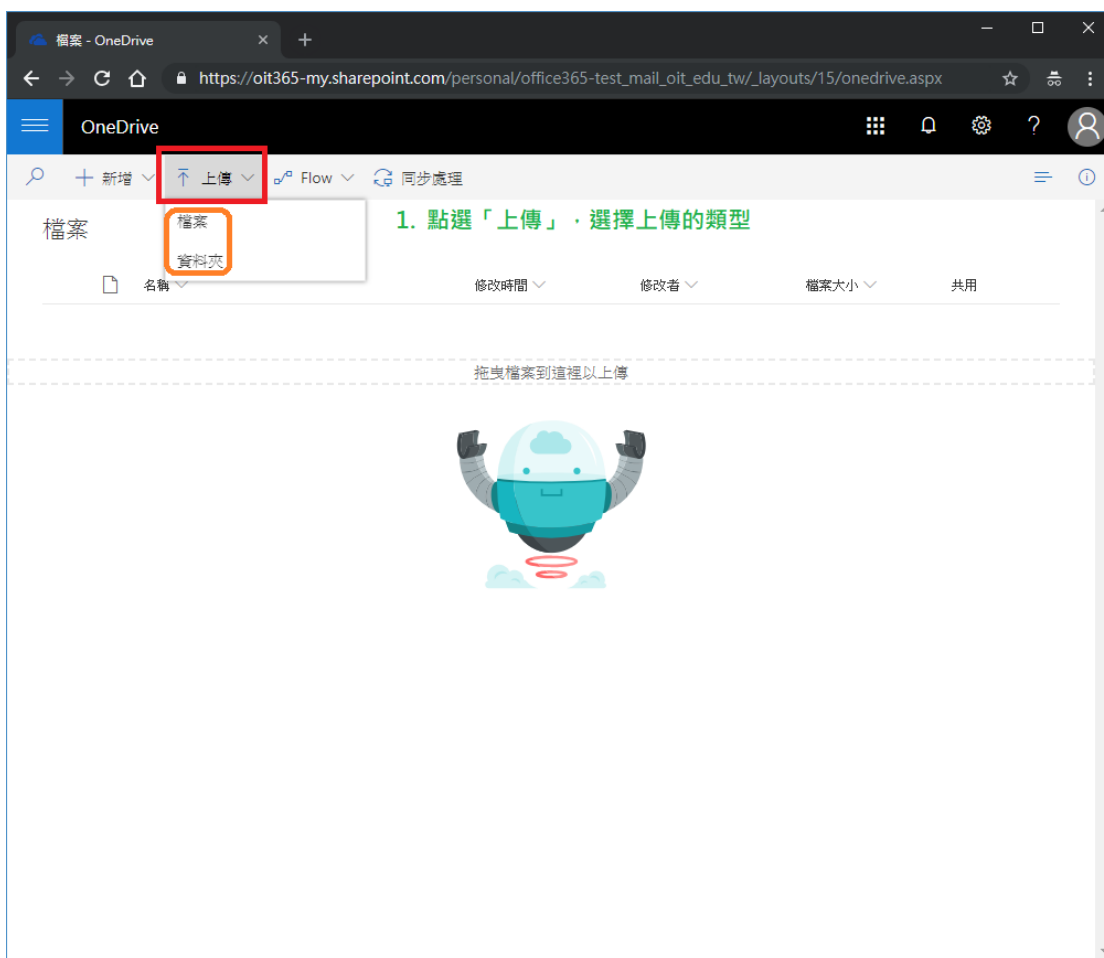 檔案 - OneDrive
https://oit365-my.sharepoint.com/personal/office365-test_mail_oit_edu_tw/_layouts/15/onedrive.aspx
OneDrive
新增 上傳 Flow 同步處理
檔案
檔案
1. 點選「上傳」，選擇上傳的類型
資料夾
名稱 修改時間 修改者 檔案大小 共用
拖曳檔案到這裡以上傳